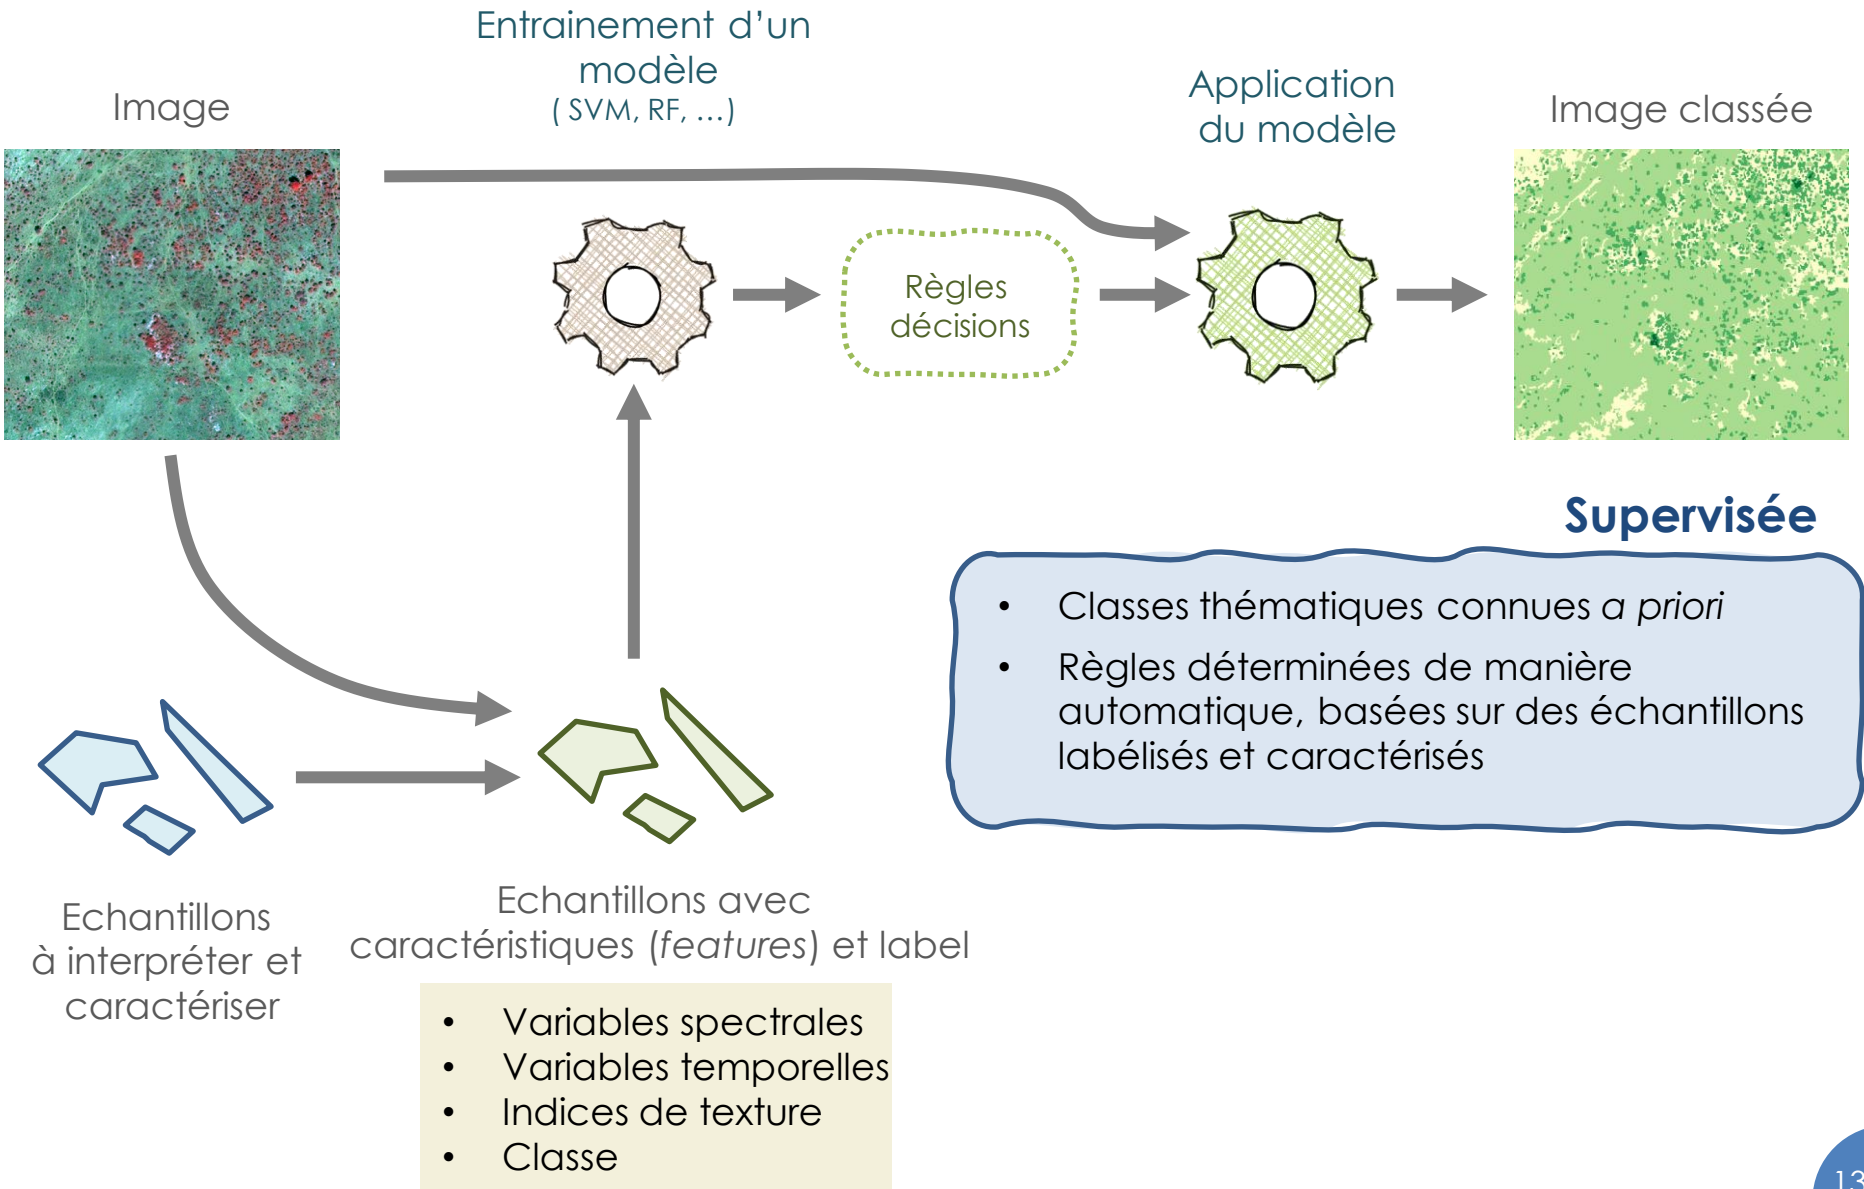 Image
Entrainement d’un
modèle
( SVM, RF, …)
Application
du modèle
Image classée
Règles
décisions
Supervisée
• Classes thématiques connues a priori
• Règles déterminées de manière
automatique, basées sur des échantillons
labélisés et caractérisés
Echantillons
à interpréter et
caractériser
Echantillons avec
caractéristiques (features) et label
• Variables spectrales
• Variables temporelles
• Indices de texture
• Classe
13